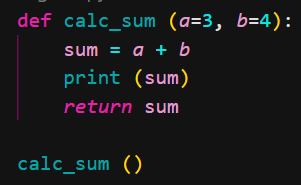 def calc_sum (a=3, b=4):
    sum = a + b
    print (sum)
    return sum

calc_sum ()